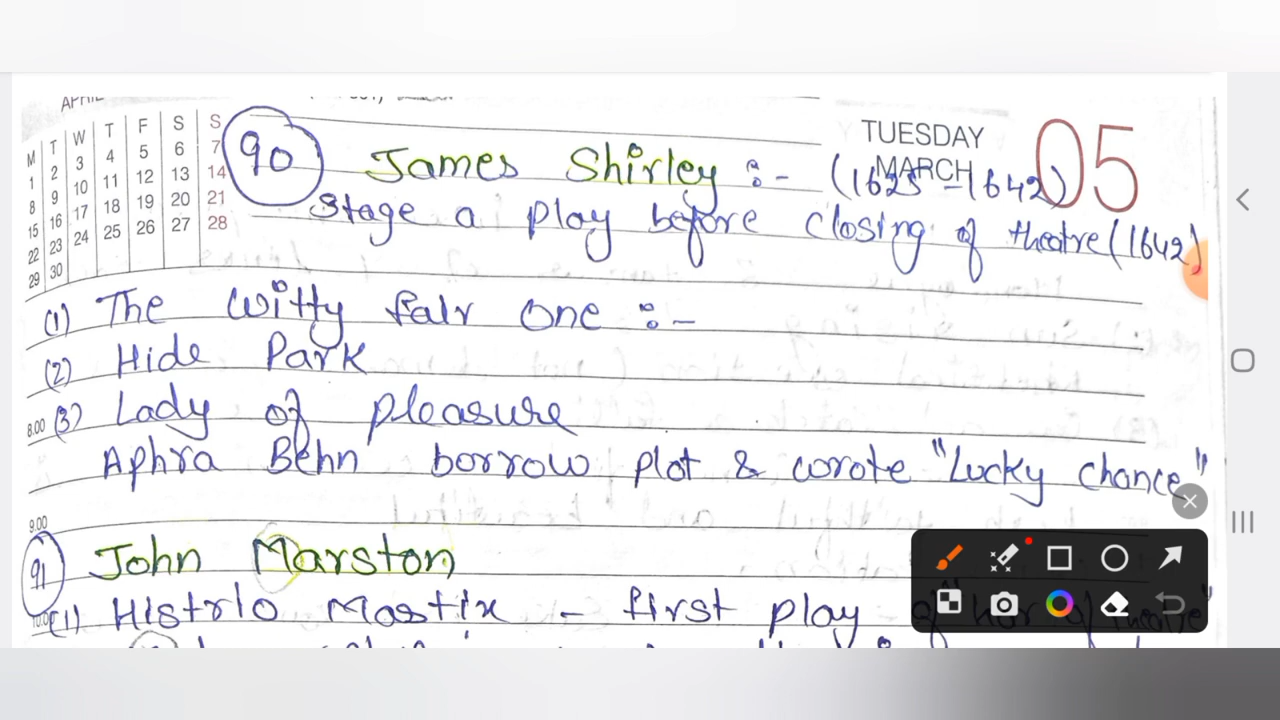 APRIL
M T W T F S S
1 2 3 4 5 6 7
8 9 10 11 12 13 14
15 16 17 18 19 20 21
22 23 24 25 26 27 28
29 30
TUESDAY
MARCH
05
90 James Shirley :- (1625-1642)
Stage a play before closing of theatre (1642)
(1) The witty fair one :-
(2) Hide Park
8.00 (3) Lady of pleasure
Aphra Behn borrow plot & wrote "Lucky chance"
9.00
91 John Marston
10.00 (1) Histrio Mastix - first play